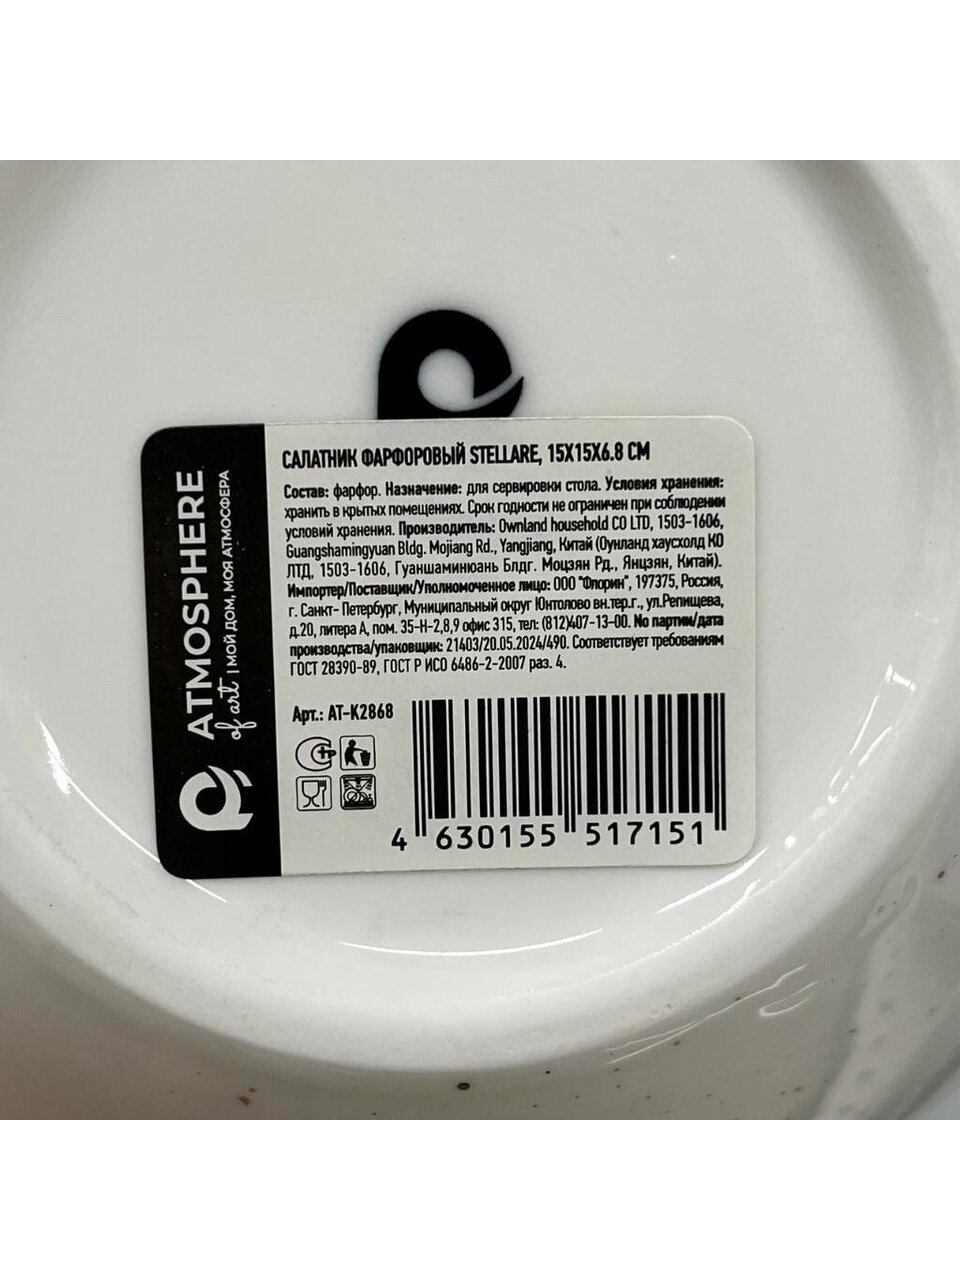 ATMOSPHERE
of art | МОЙ ДОМ, МОЯ АТМОСФЕРА
САЛАТНИК ФАРФОРОВЫЙ STELLARE, 15X15X6.8 СМ
Состав: фарфор. Назначение: для сервировки стола. Условия хранения:
хранить в крытых помещениях. Срок годности не ограничен при соблюдении
условий хранения. Производитель: Ownland household CO LTD, 1503-1606,
Guangshamingyuan Bldg. Mojiang Rd., Yangjiang, Китай (Оунланд хаусхолд КО
ЛТД, 1503-1606, Гуаншаминюань Блдг. Моцзян Рд., Янцзян, Китай).
Импортер/Поставщик/Уполномоченное лицо: ООО "Флорин", 197375, Россия,
г. Санкт- Петербург, Муниципальный округ Юнтолово вн.тер.г., ул.Репищева,
д.20, литера А, пом. 35-Н-2,8,9 офис 315, тел: (812)407-13-00. No партии/дата
производства/упаковщик: 21403/20.05.2024/490. Соответствует требованиям
ГОСТ 28390-89, ГОСТ Р ИСО 6486-2-2007 раз. 4.
Арт.: AT-K2868
4 630155 517151